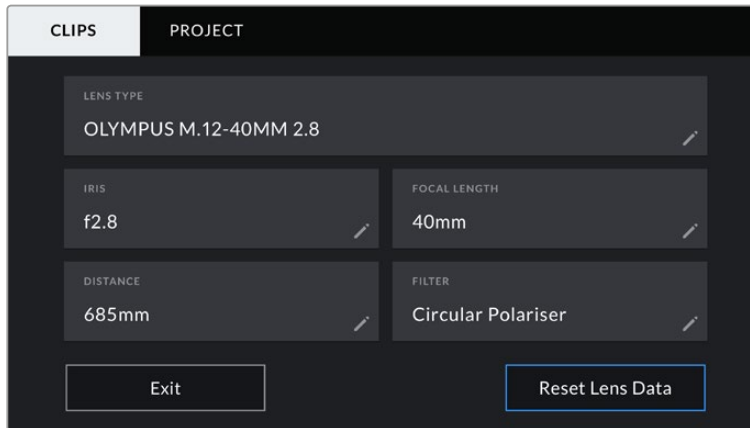 CLIPS PROJECT
LENS TYPE
OLYMPUS M.12-40MM 2.8
IRIS FOCAL LENGTH
f2.8 40mm
DISTANCE FILTER
685mm Circular Polariser
Exit Reset Lens Data